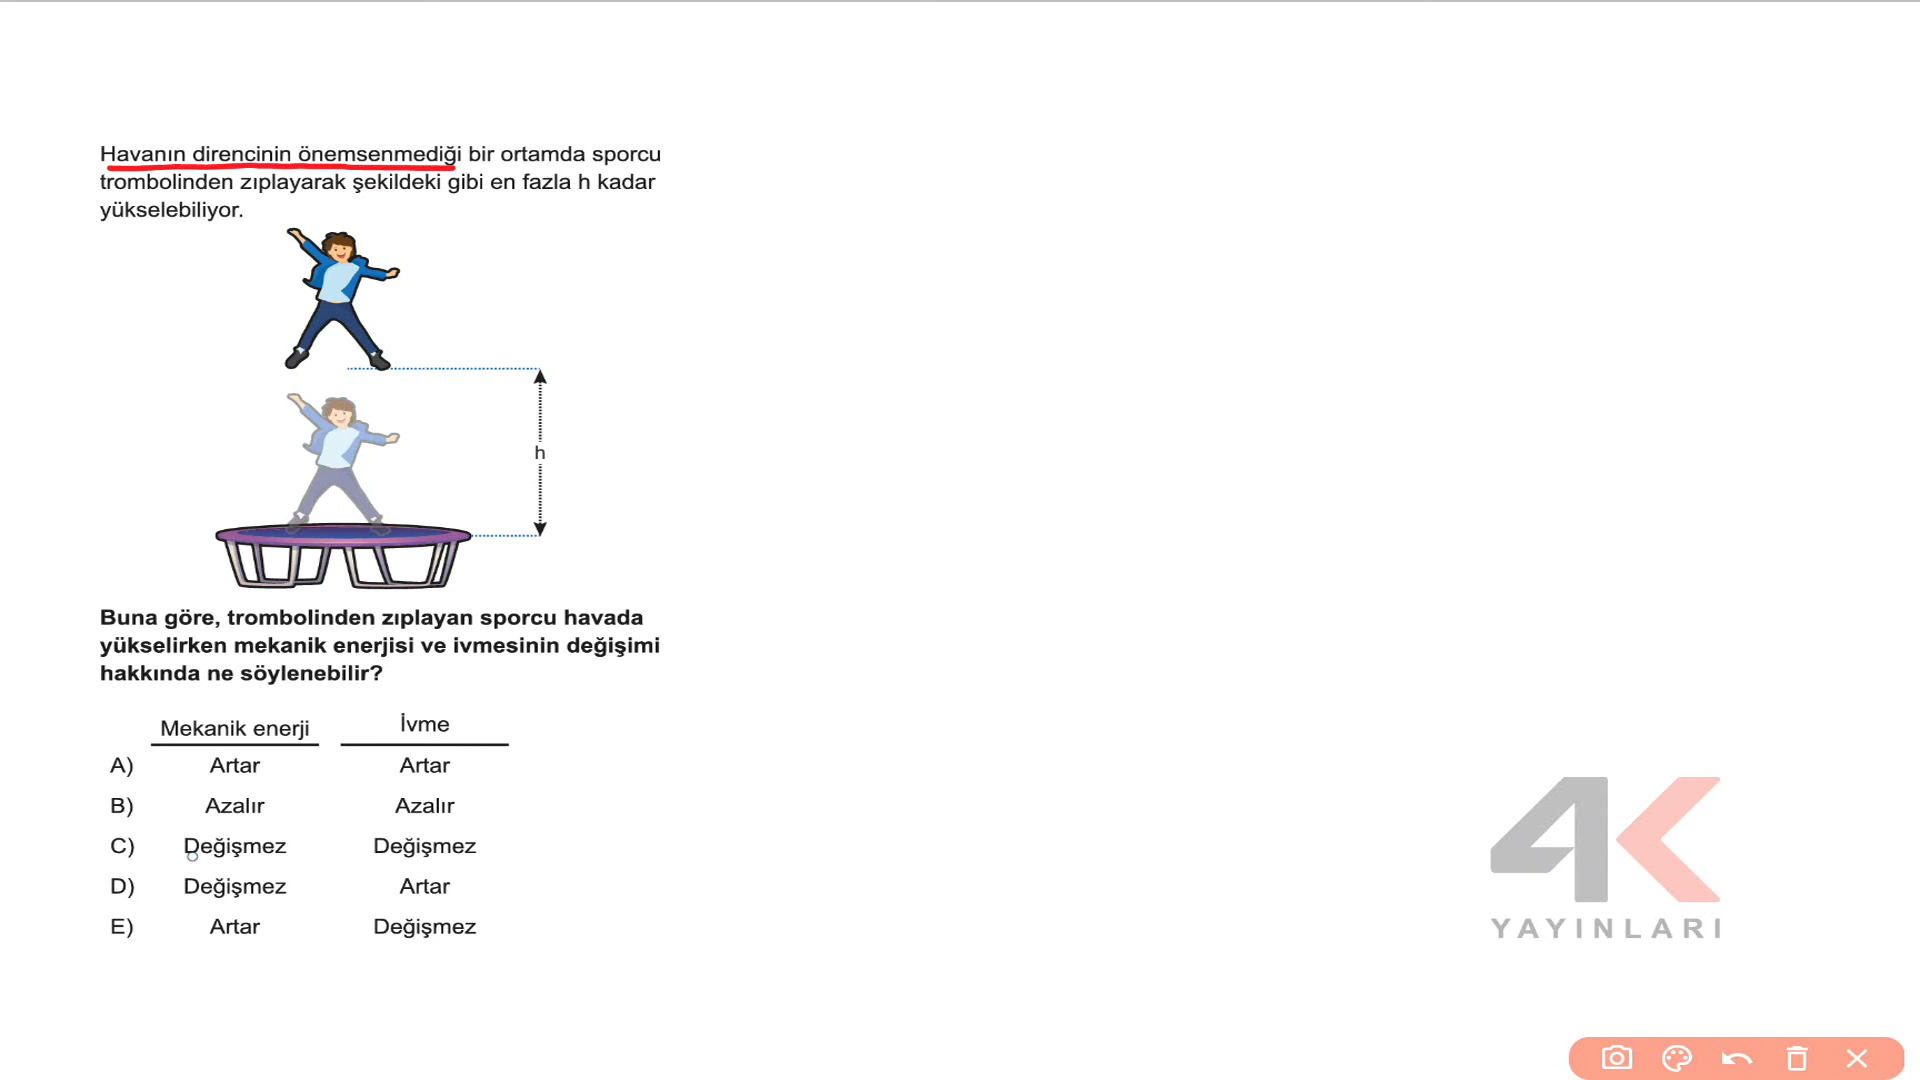 Havanın direncinin önemsenmediği bir ortamda sporcu
trombolinden zıplayarak şekildeki gibi en fazla h kadar
yükselebiliyor.
h
Buna göre, trombolinden zıplayan sporcu havada
yükselirken mekanik enerjisi ve ivmesinin değişimi
hakkında ne söylenebilir?
Mekanik enerji İvme
A) Artar Artar
B) Azalır Azalır
C) Değişmez Değişmez
D) Değişmez Artar
E) Artar Değişmez
4K
YAYINLARI